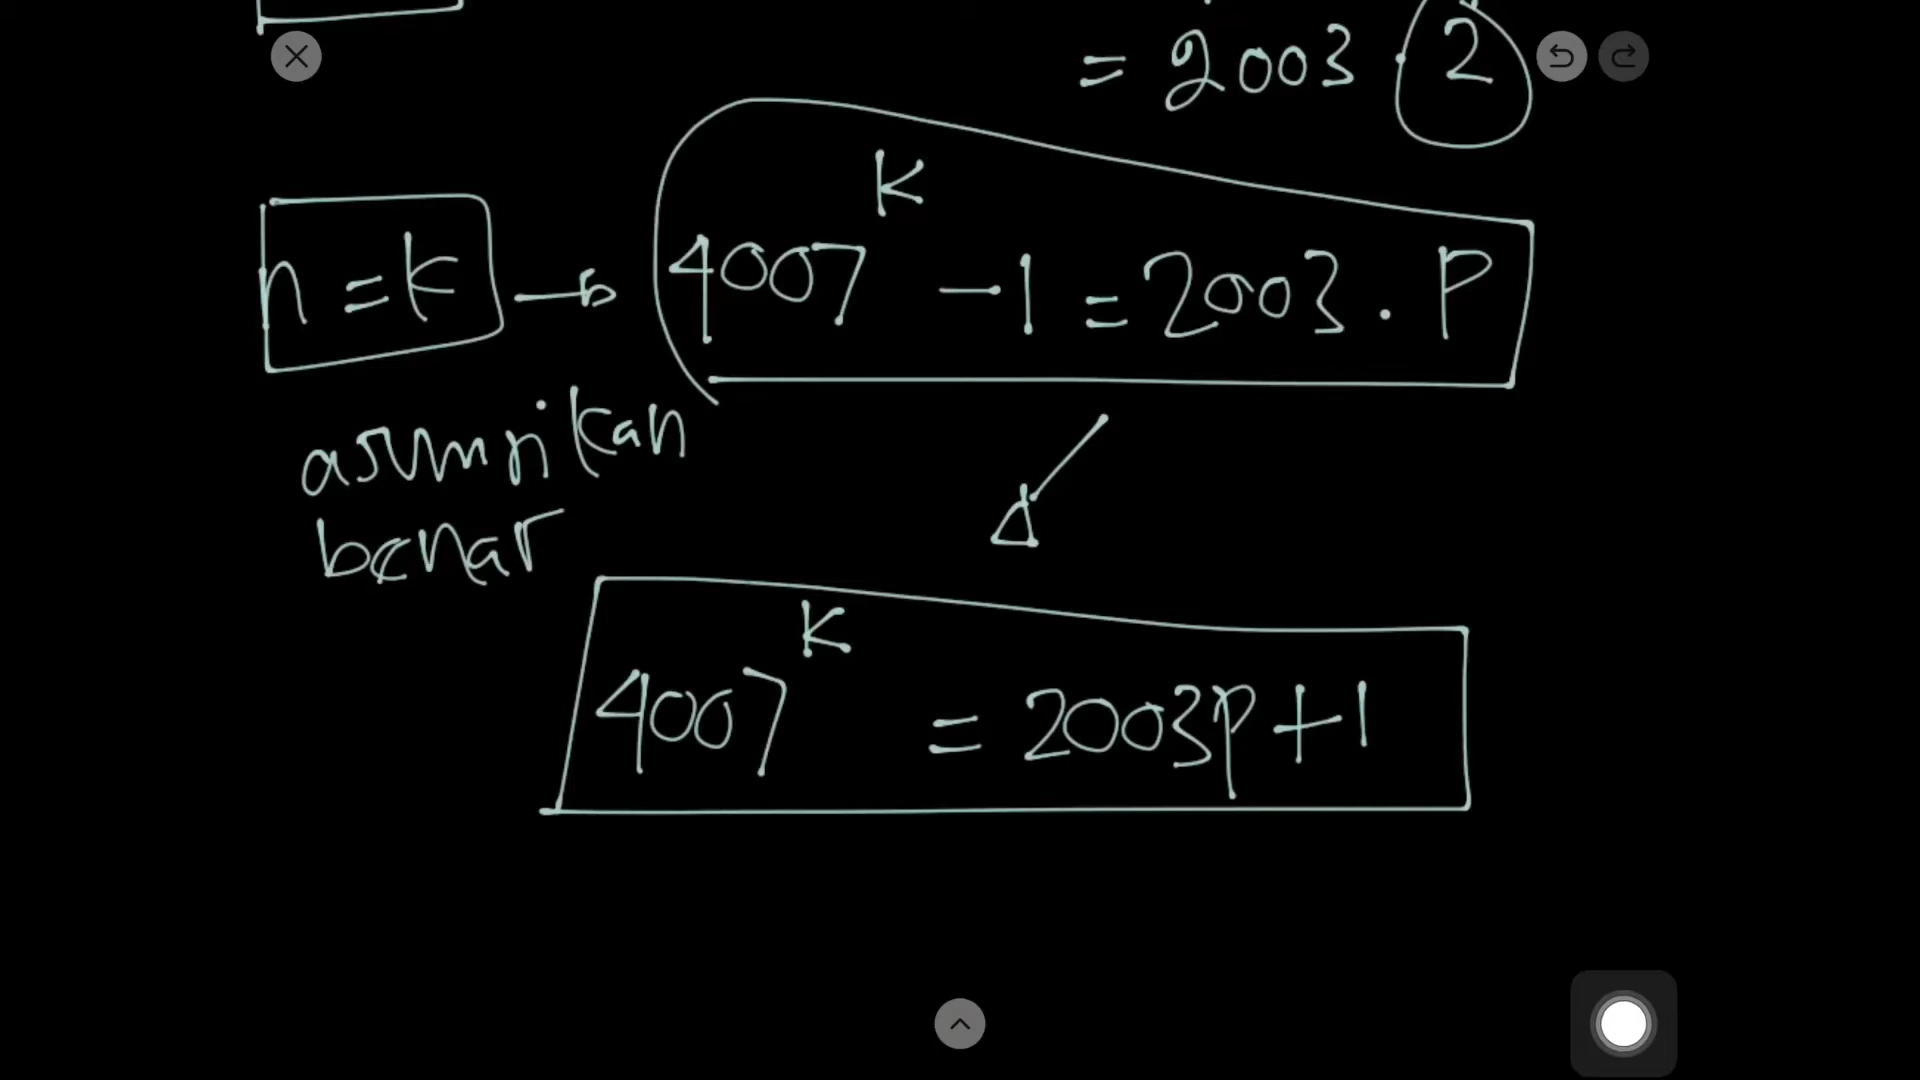 = 2003 . 2
n = k → 4007^k - 1 = 2003 . P
asumsikan
benar
4007^k = 2003p + 1